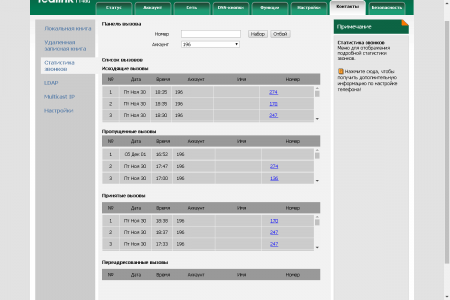 Yealink T46G
Статус Аккаунт Сеть DSS-кнопки Функции Настройки Контакты Безопасность
Локальная книга
Удаленная
записная книга
Статистика
звонков
LDAP
Multicast IP
Настройки
Панель вызова
Номер Набор Отбой
Аккаунт 196
Список вызовов
Исходящие вызовы
№ Дата Время Аккаунт Имя Номер
1 Пт Ноя 30 18:35 196 274
2 Пт Ноя 30 18:35 196 170
3 Пт Ноя 30 18:30 196 247
Пропущенные вызовы
№ Дата Время Аккаунт Имя Номер
1 05 Дек 01 16:52 196
2 Пт Ноя 30 17:47 196 274
3 Пт Ноя 30 17:00 196 136
Принятые вызовы
№ Дата Время Аккаунт Имя Номер
1 Пт Ноя 30 18:38 196 170
2 Пт Ноя 30 18:37 196 247
3 Пт Ноя 30 17:33 196 247
Переадресованные вызовы
№ Дата Время Аккаунт Имя Номер
Примечание
Статистика звонков
Меню для отображения
подробной статистики
звонков
Нажмите сюда, чтобы
получить дополнительную
информацию по настройке
телефона!